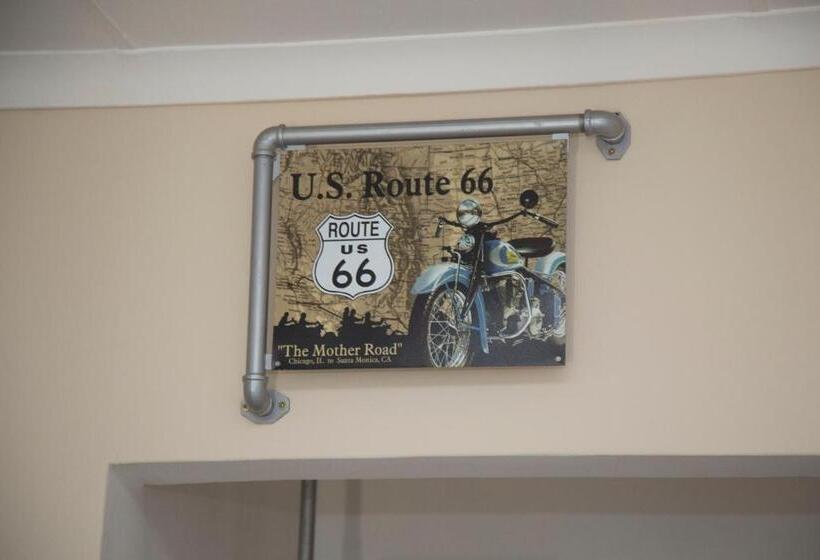 U.S. Route 66
ROUTE
US
66
"The Mother Road"
Chicago, IL to Santa Monica, CA